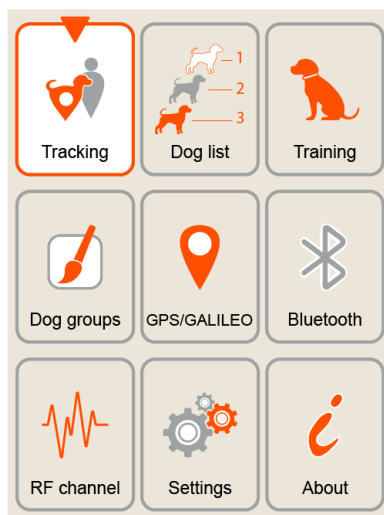 1
2
3
Tracking
Dog list
Training
Dog groups
GPS/GALILEO
Bluetooth
RF channel
Settings
About